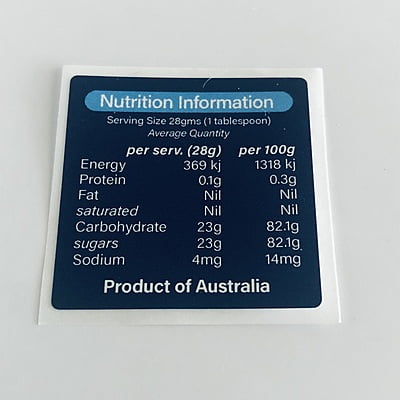 Nutrition Information
Serving Size 28gms (1 tablespoon)
Average Quantity
per serv. (28g) per 100g
Energy 369 kj 1318 kj
Protein 0.1g 0.3g
Fat Nil Nil
saturated Nil Nil
Carbohydrate 23g 82.1g
sugars 23g 82.1g
Sodium 4mg 14mg
Product of Australia